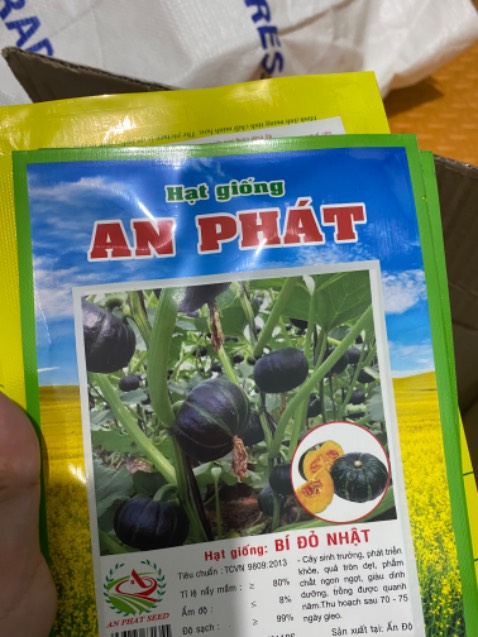 RAD
RES
Hạt giống
AN PHÁT
Hạt giống: BÍ ĐỎ NHẬT
Tiêu chuẩn : TCVN 9809:2013
Tỉ lệ nẩy mầm : ≥ 80%
Ẩm độ : ≤ 8%
Độ sạch : ≥ 99%
- Cây sinh trưởng, phát triển
khỏe, quả tròn dẹt, phẩm
chất ngon ngọt, giàu dinh
dưỡng, trồng được quanh
năm.Thu hoạch sau 70 - 75
ngày gieo.
Sản xuất tại: Ấn Độ
AN PHAT SEED